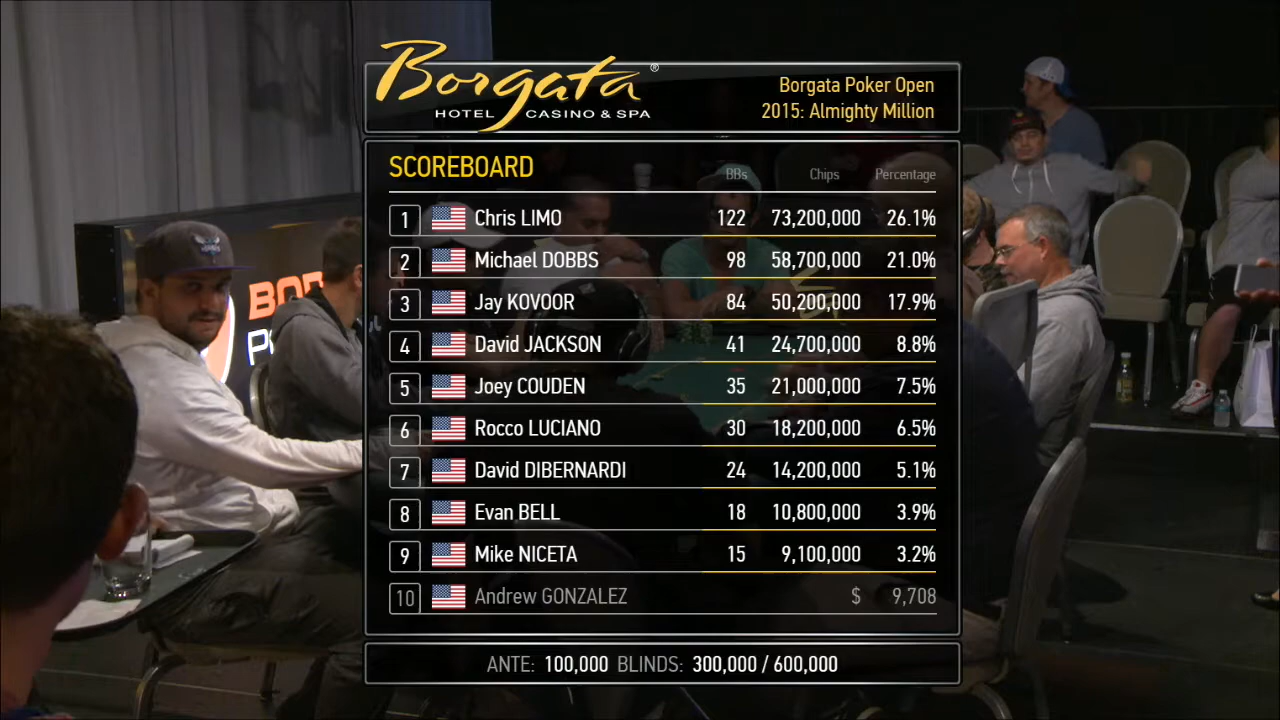 Borgata®
HOTEL CASINO & SPA
Borgata Poker Open
2015: Almighty Million
SCOREBOARD BBs Chips Percentage
1 Chris LIMO 122 73,200,000 26.1%
2 Michael DOBBS 98 58,700,000 21.0%
3 Jay KOVOOR 84 50,200,000 17.9%
4 David JACKSON 41 24,700,000 8.8%
5 Joey COUDEN 35 21,000,000 7.5%
6 Rocco LUCIANO 30 18,200,000 6.5%
7 David DIBERNARDI 24 14,200,000 5.1%
8 Evan BELL 18 10,800,000 3.9%
9 Mike NICETA 15 9,100,000 3.2%
10 Andrew GONZALEZ $ 9,708
ANTE: 100,000 BLINDS: 300,000 / 600,000